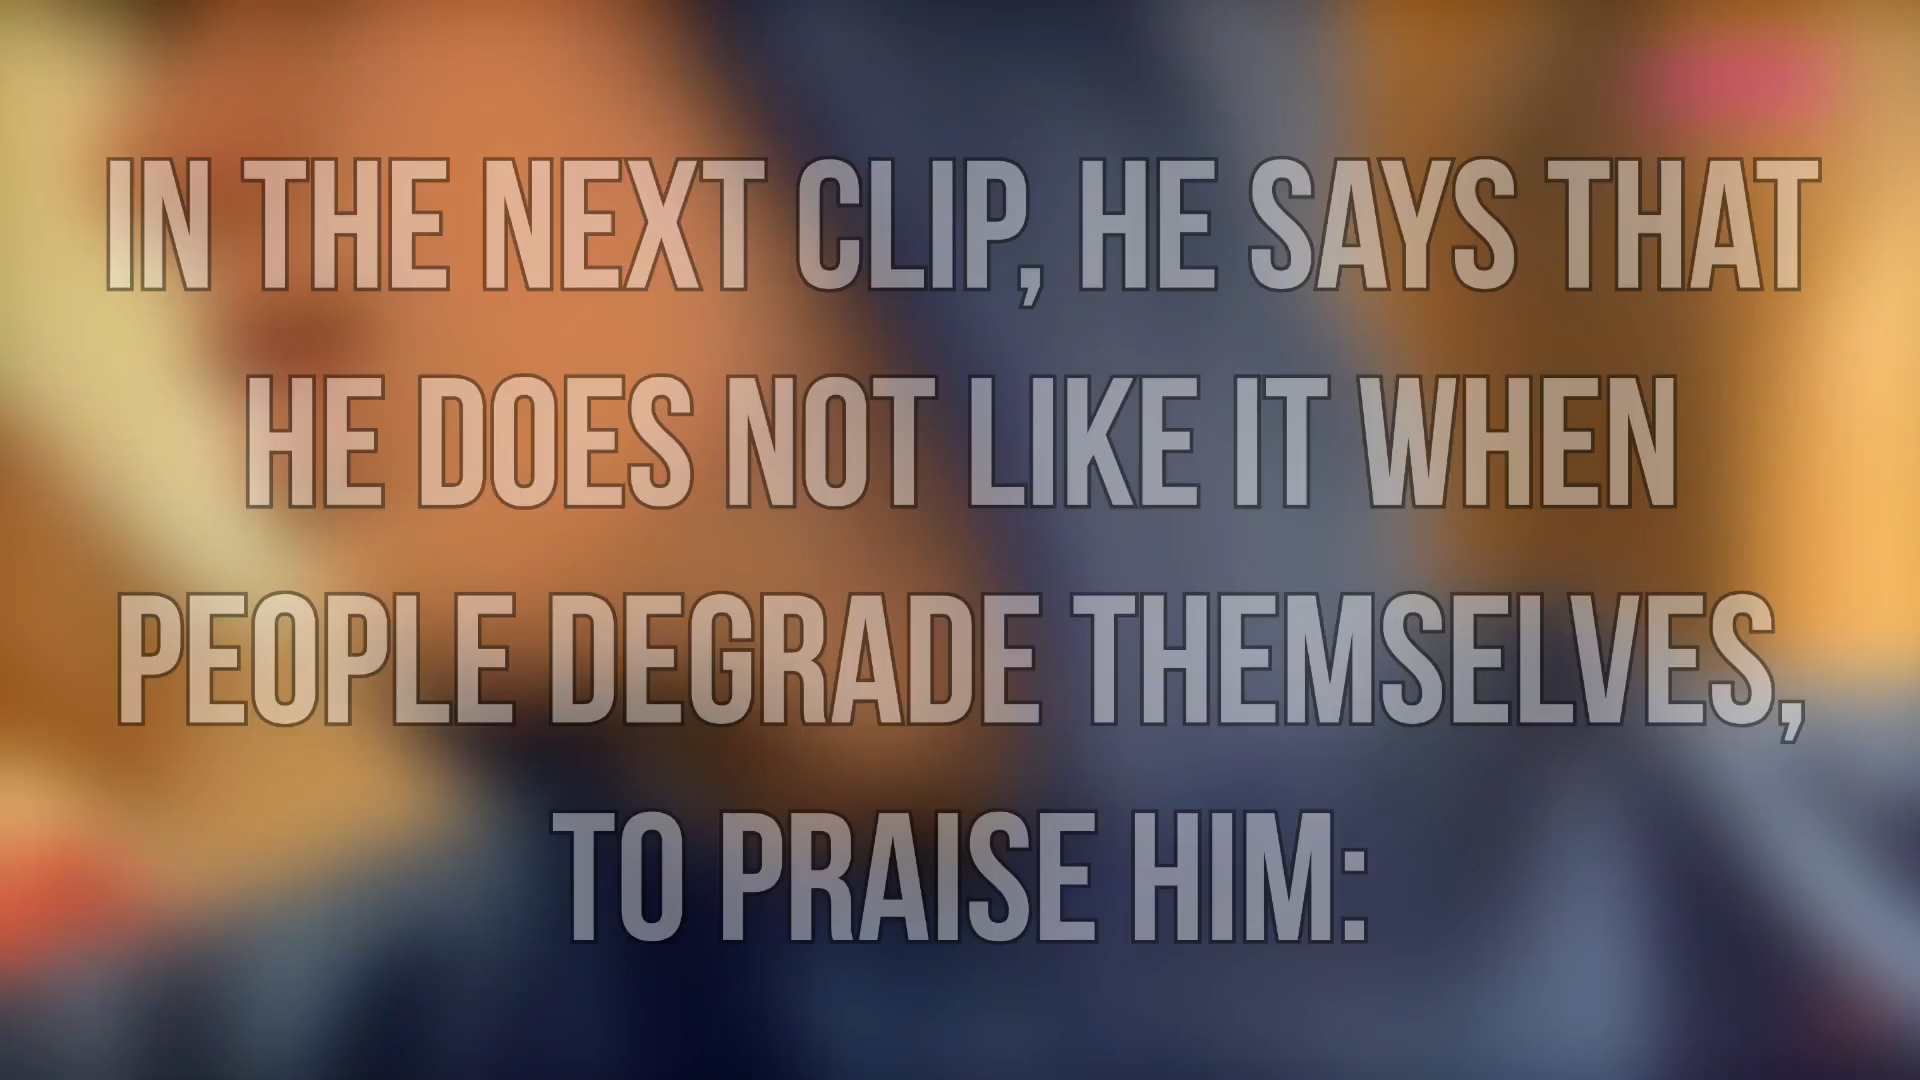 IN THE NEXT CLIP, HE SAYS THAT
HE DOES NOT LIKE IT WHEN
PEOPLE DEGRADE THEMSELVES,
TO PRAISE HIM: